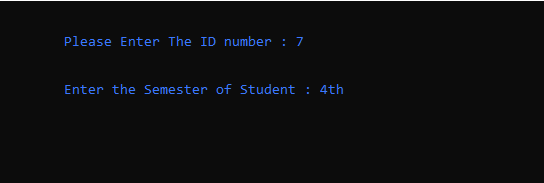 Please Enter The ID number : 7
Enter the Semester of Student : 4th